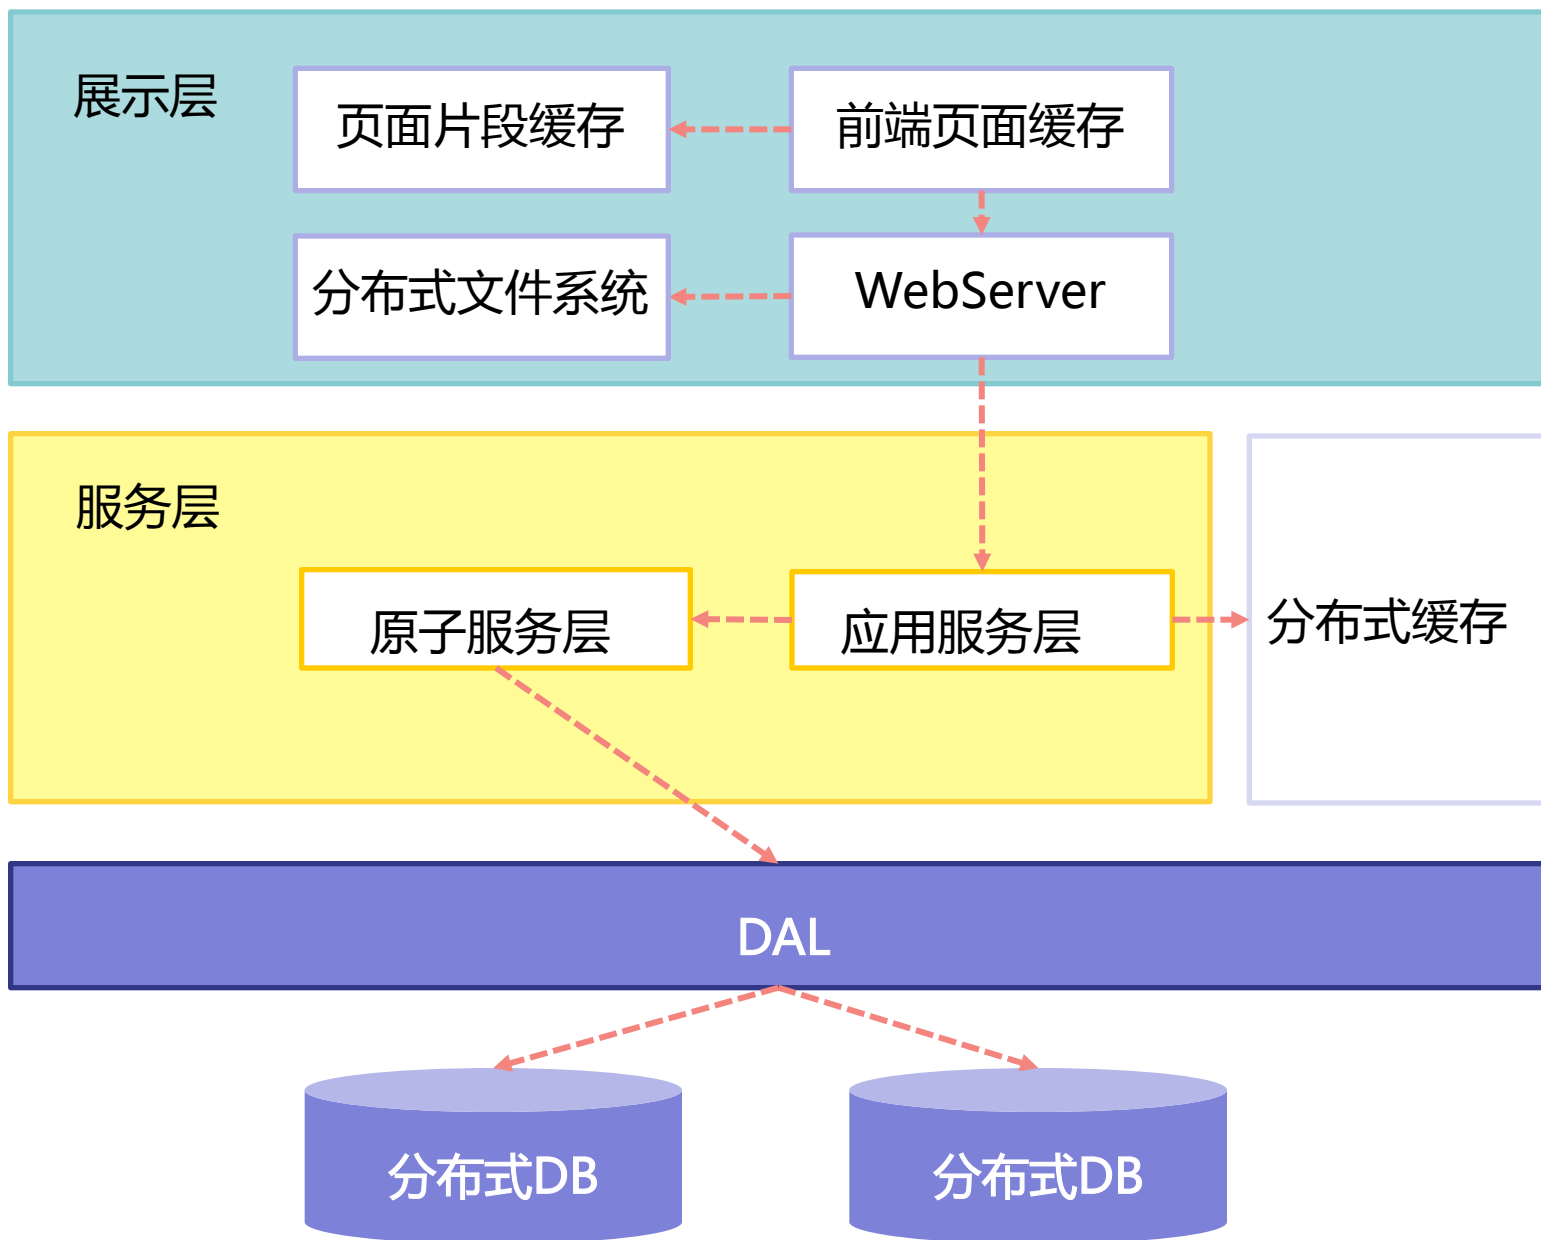 展示层
页面片段缓存
前端页面缓存
分布式文件系统
WebServer
服务层
原子服务层
应用服务层
分布式缓存
DAL
分布式DB
分布式DB